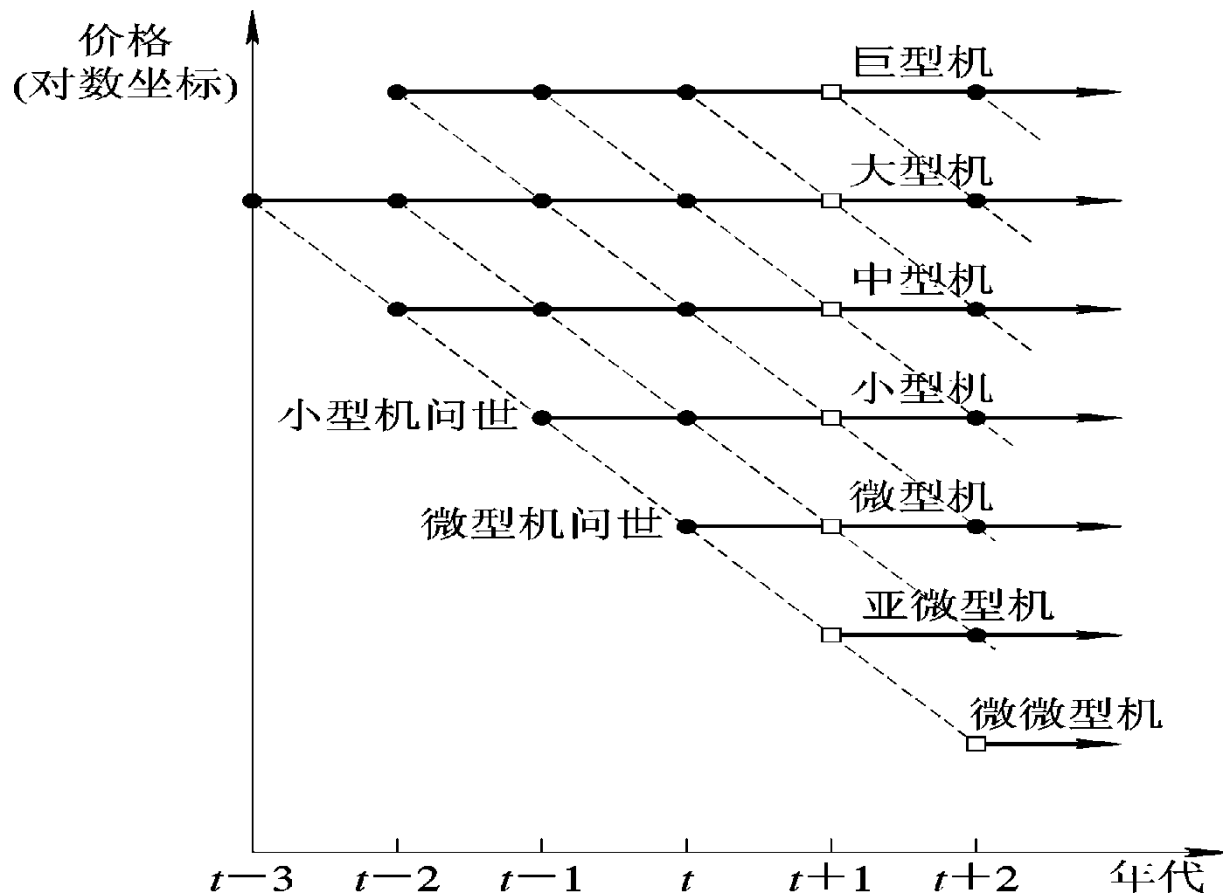 价格
(对数坐标)
巨型机
大型机
中型机
小型机
小型机问世
微型机
微型机问世
亚微型机
微微型机
t−3 t−2 t−1 t t+1 t+2 年代